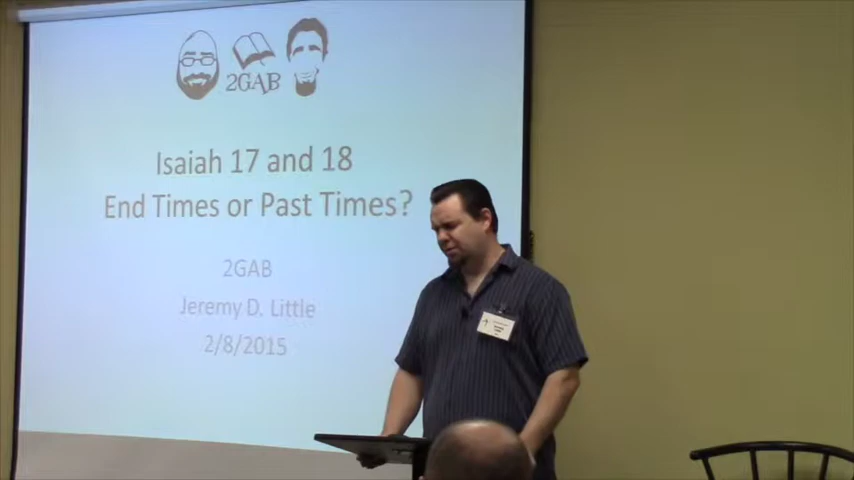 2GAB
Isaiah 17 and 18
End Times or Past Times?
2GAB
Jeremy D. Little
2/8/2015